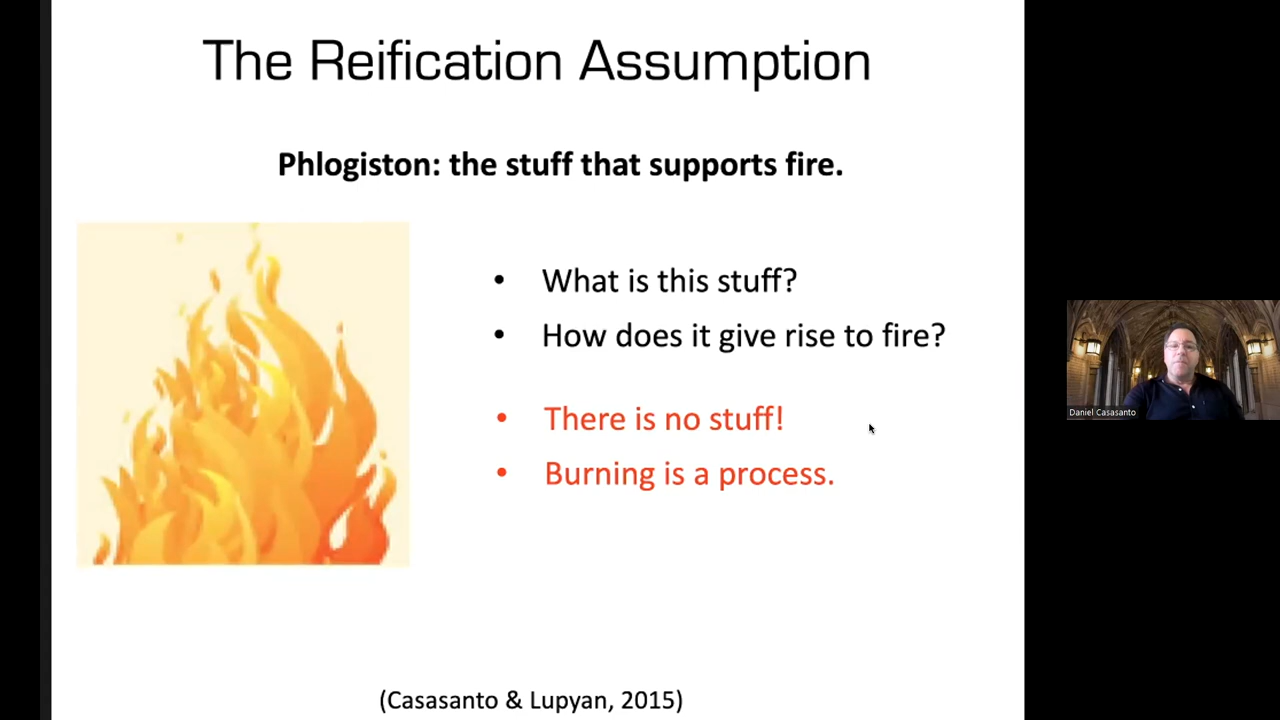 The Reification Assumption
Phlogiston: the stuff that supports fire.
• What is this stuff?
• How does it give rise to fire?
• There is no stuff!
• Burning is a process.
Daniel Casasanto
(Casasanto & Lupyan, 2015)